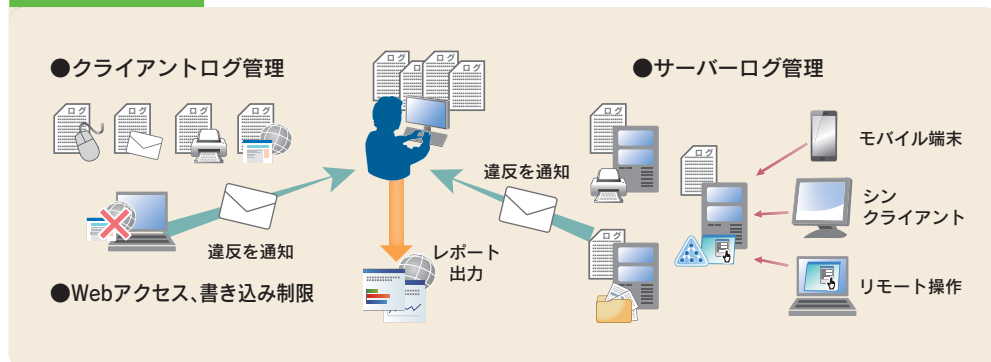 ●クライアントログ管理
ログ
ログ
ログ
ログ
違反を通知
●Webアクセス、書き込み制限
ログ
ログ
ログ
ログ
レポート
出力
違反を通知
●サーバーログ管理
ログ
ログ
ログ
モバイル端末
シン
クライアント
リモート操作